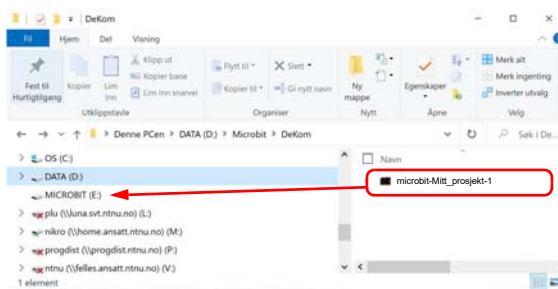 DeKom
Fil Hjem Del Visning
Fest til Hurtigtilgang
Kopier
Lim inn
Klipp ut
Kopier bane
Lim inn snarvei
Utklippstavle
Flytt til
Kopier til
Slett
Gi nytt navn
Organiser
Ny mappe
Nytt
Egenskaper
Åpne
Merk alt
Merk ingenting
Inverter utvalg
Velg
Denne PCen > DATA (D:) > Microbit > DeKom
Søk i De...
OS (C:)
DATA (D:)
MICROBIT (E:)
plu (\\luna.svt.ntnu.no) (L:)
nikro (\\home.ansatt.ntnu.no) (M:)
progdist (\\progdist.ntnu.no) (P:)
ntnu (\\felles.ansatt.ntnu.no) (V:)
Navn
microbit-Mitt_prosjekt-1
1 element